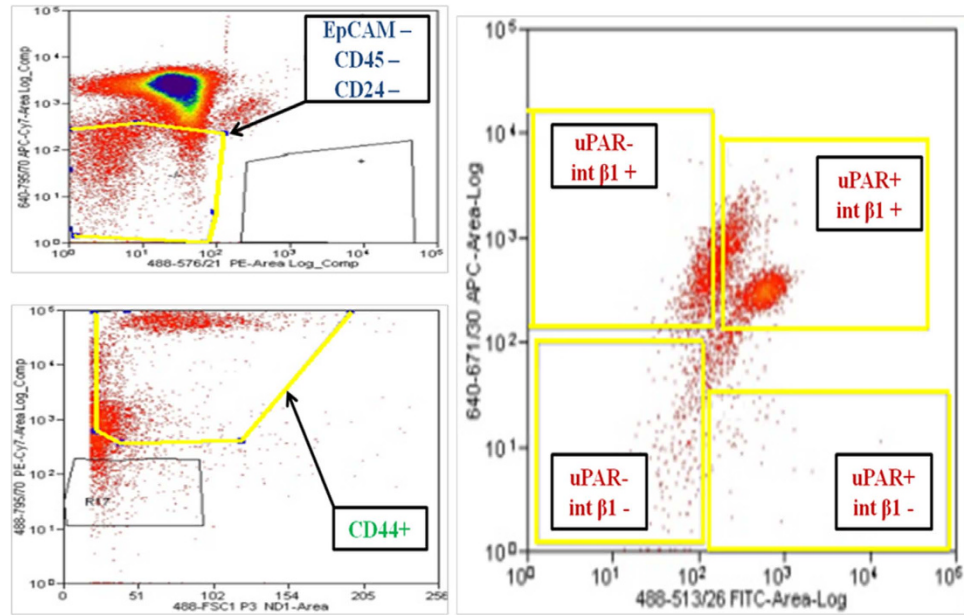 EpCAM –
CD45 –
CD24 –
10⁵
10⁴
10³
10²
10¹
10⁰
10⁰ 10¹ 10² 10³ 10⁴ 10⁵
640-795/70 APC-Cy7-Area Log_Comp
488-576/21 PE-Area Log_Comp
10⁵
10⁴
10³
10²
10¹
10⁰
R17
CD44+
0 51 102 154 205 256
488-795/70 PE-Cy7-Area Log_Comp
488-FSC1 P3 ND1-Area
10⁴
10³
10²
10¹
10⁰
uPAR-
int β1 +
uPAR+
int β1 +
uPAR-
int β1 -
uPAR+
int β1 -
10⁰ 10¹ 10² 10³ 10⁴ 10⁵
640-671/30 APC-Area-Log
488-513/26 FITC-Area-Log